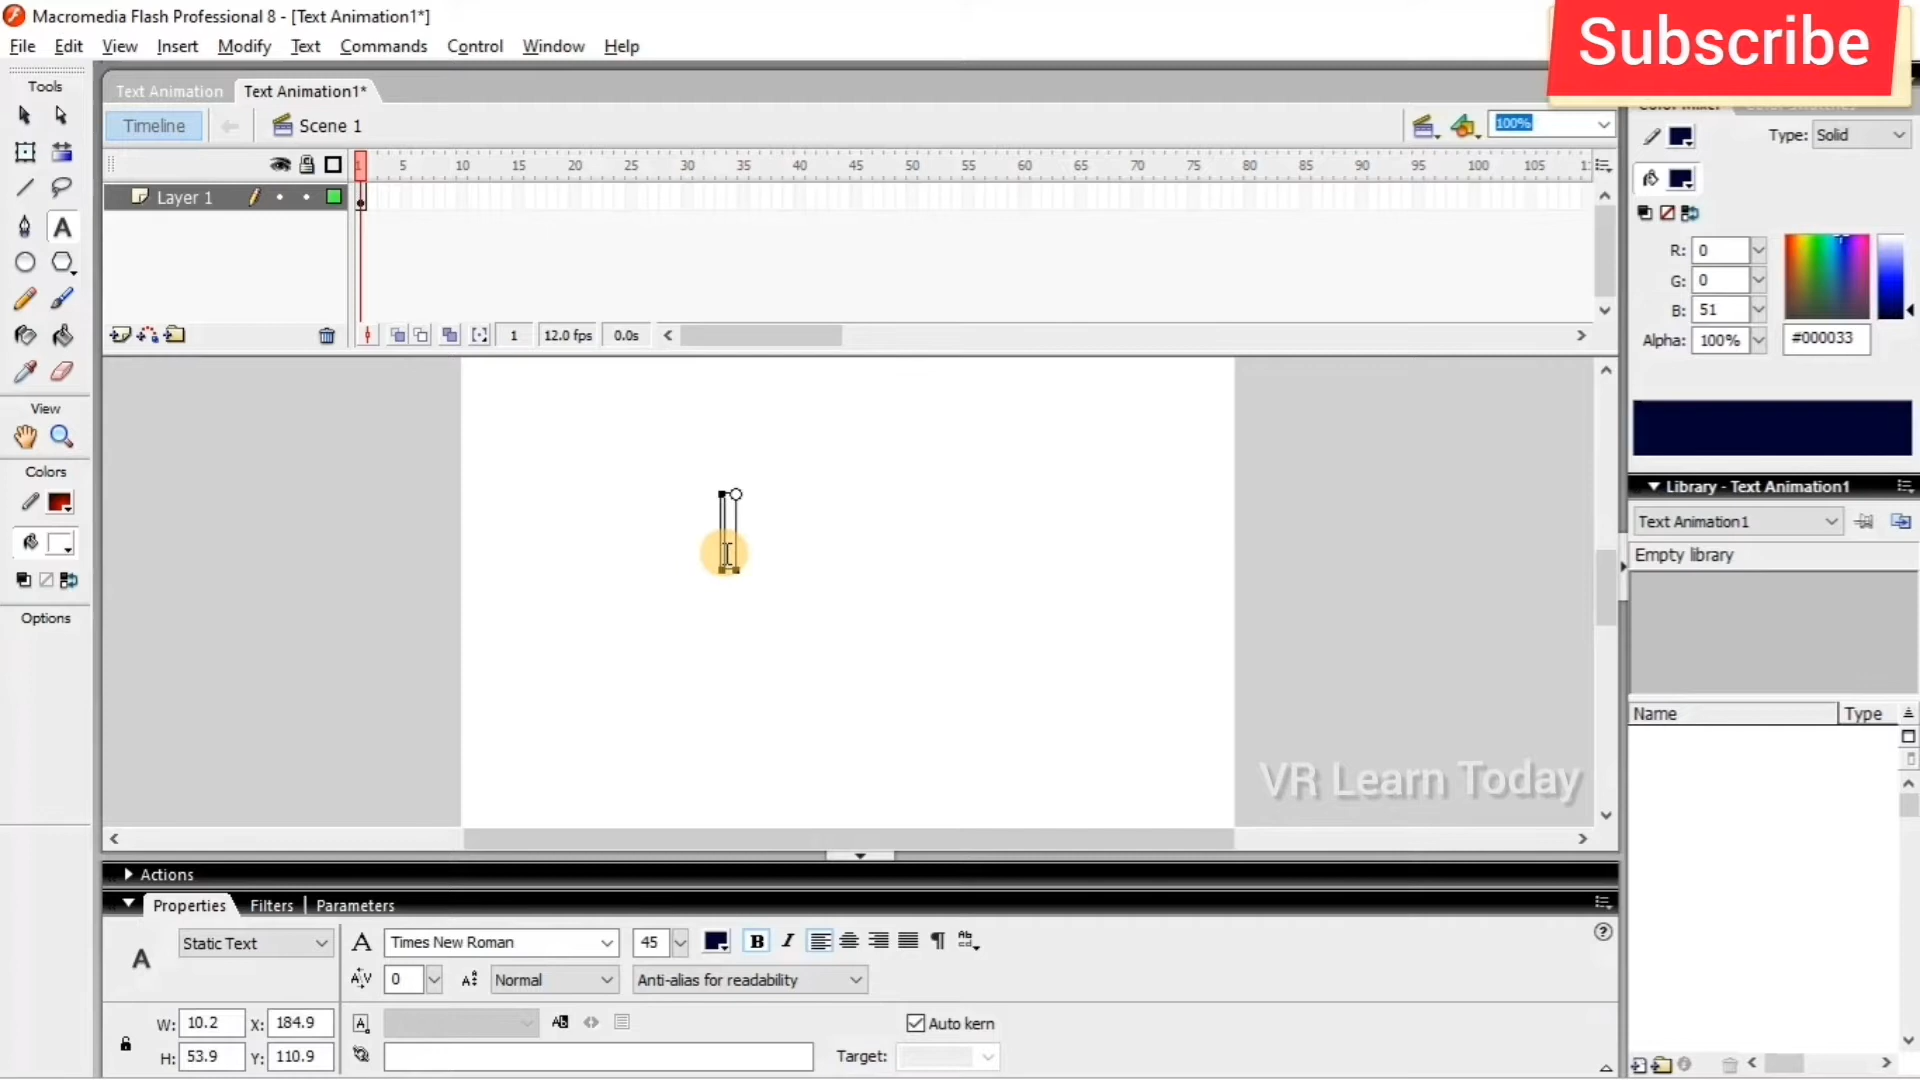 Macromedia Flash Professional 8 - [Text Animation1*]
Subscribe
File Edit View Insert Modify Text Commands Control Window Help
Tools
Text Animation Text Animation1*
Timeline Scene 1 100%
Type: Solid
1 5 10 15 20 25 30 35 40 45 50 55 60 65 70 75 80 85 90 95 100 105
Layer 1
R: 0
G: 0
B: 51
Alpha: 100% #000033
1 12.0 fps 0.0s
View
Colors
Options
Library - Text Animation1
Text Animation1
Empty library
Name Type
VR Learn Today
Actions
Properties Filters Parameters
A Static Text A Times New Roman 45 B I
A/V 0 Normal Anti-alias for readability
W: 10.2 X: 184.9 Auto kern
H: 53.9 Y: 110.9 Target: